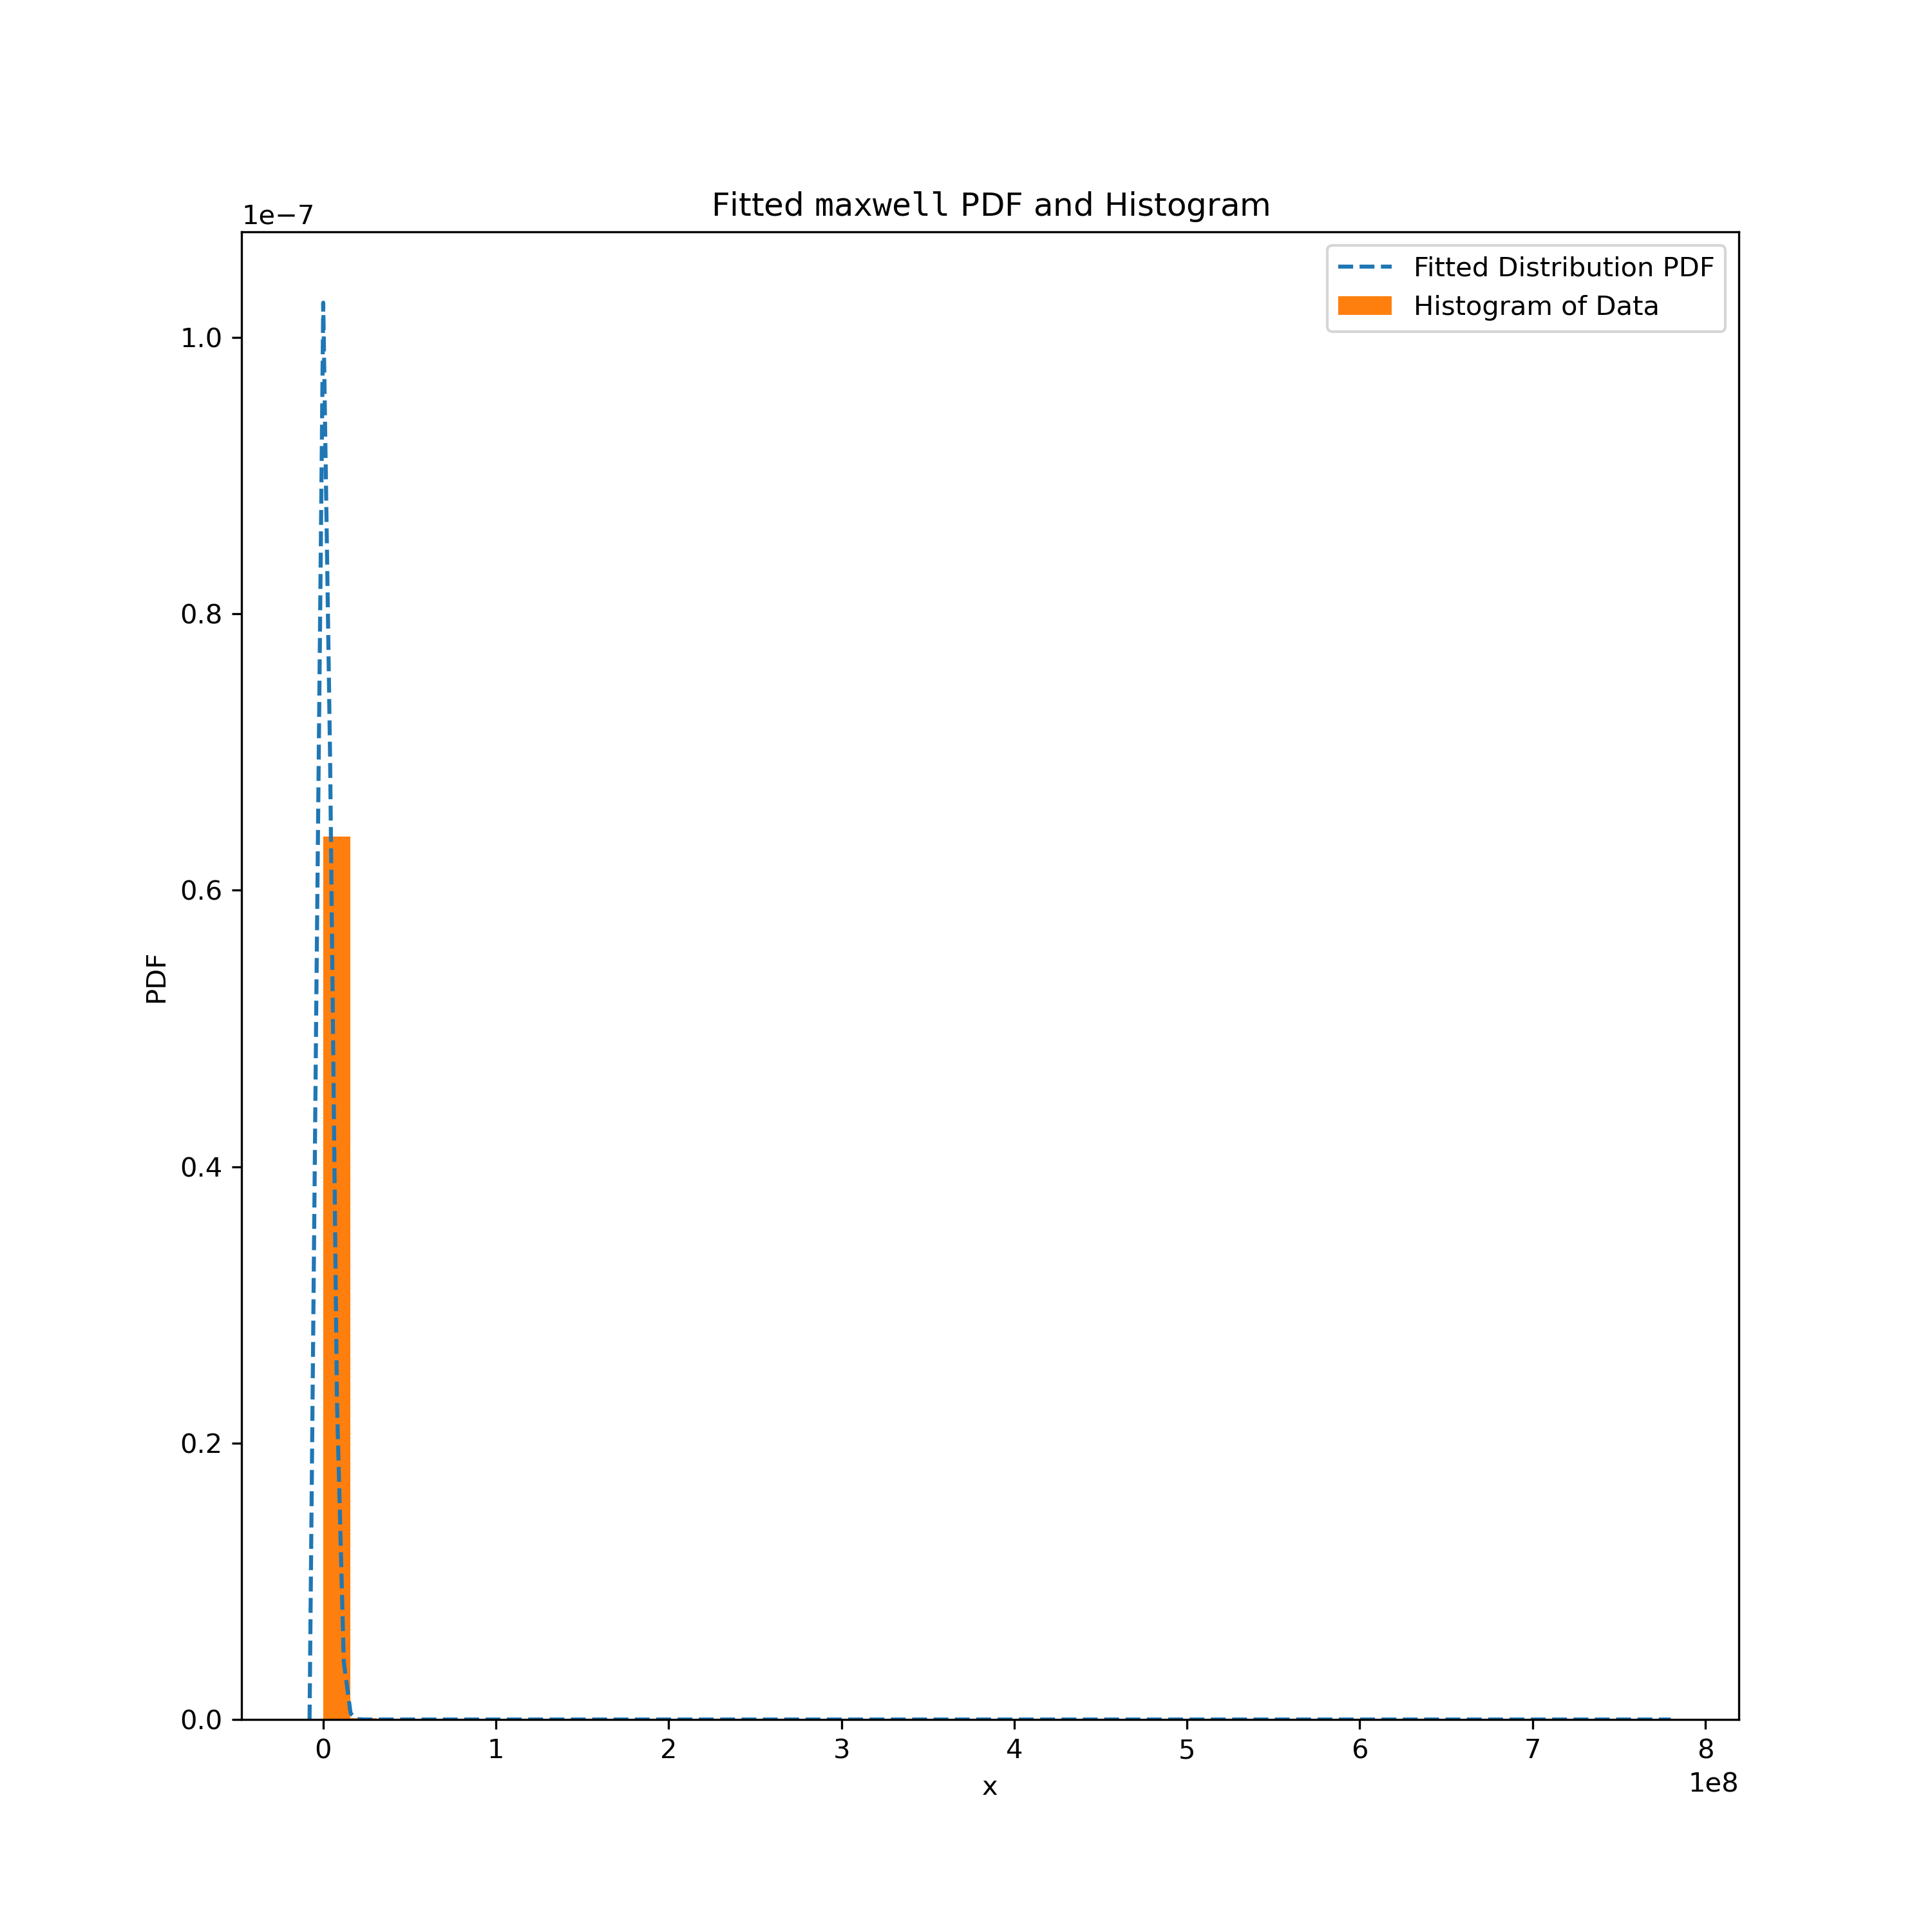 Fitted maxwell PDF and Histogram
1e−7
Fitted Distribution PDF
Histogram of Data
1.0
0.8
0.6
0.4
0.2
0.0
PDF
0 1 2 3 4 5 6 7 8
1e8
x